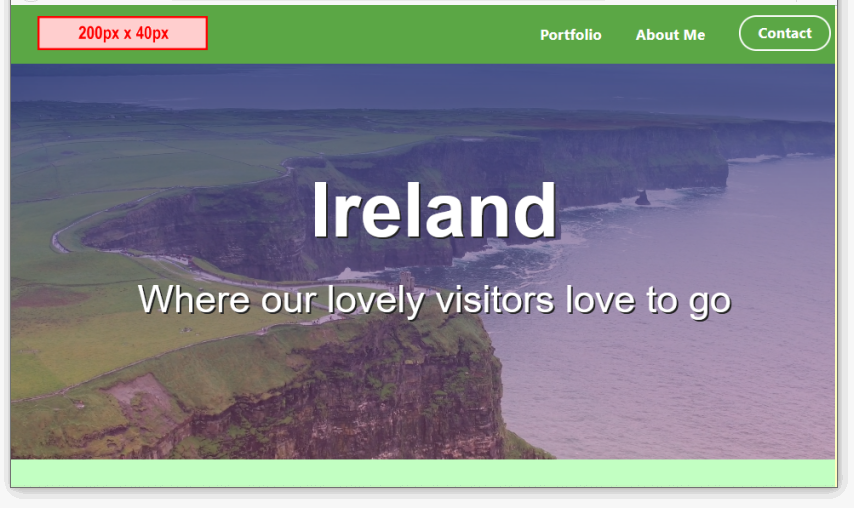 200px x 40px
Portfolio About Me Contact
Ireland
Where our lovely visitors love to go